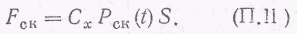 F_ск = C_x P_ск (t) S. (П.11)